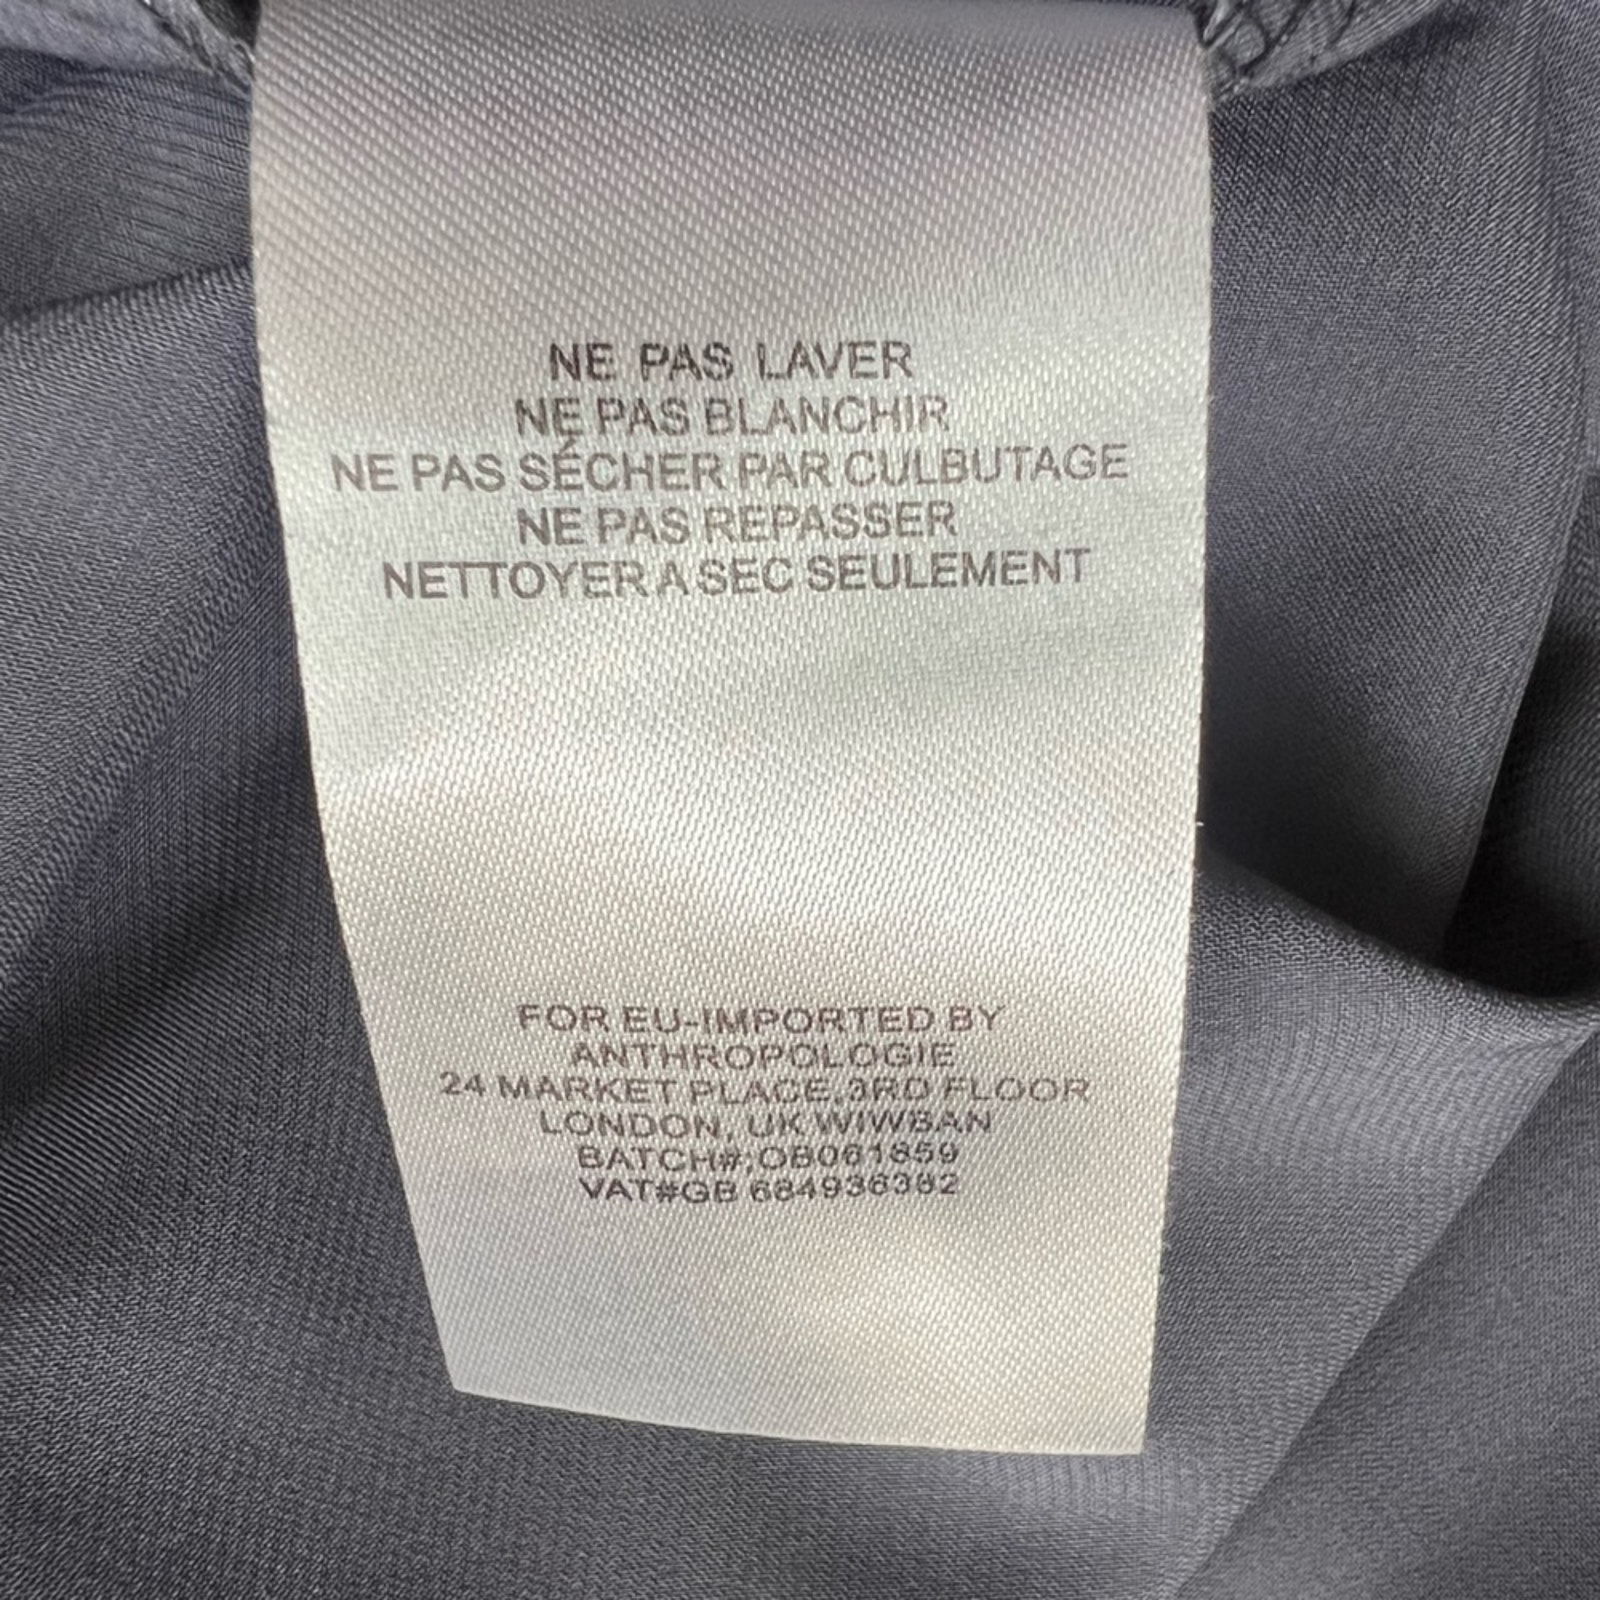 NE PAS LAVER
NE PAS BLANCHIR
NE PAS SÉCHER PAR CULBUTAGE
NE PAS REPASSER
NETTOYER A SEC SEULEMENT
FOR EU-IMPORTED BY
ANTHROPOLOGIE
24 MARKET PLACE,3RD FLOOR
LONDON, UK WIW8AN
BATCH#:OB061859
VAT#GB 684936382